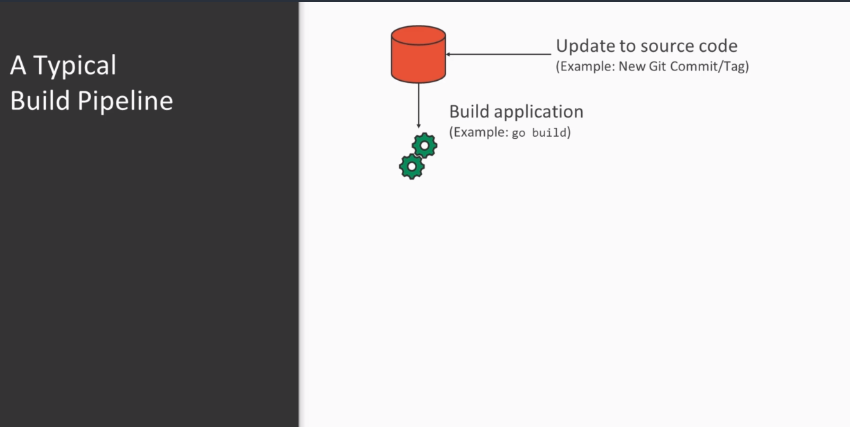 A Typical
Build Pipeline
Update to source code
(Example: New Git Commit/Tag)
Build application
(Example: go build)